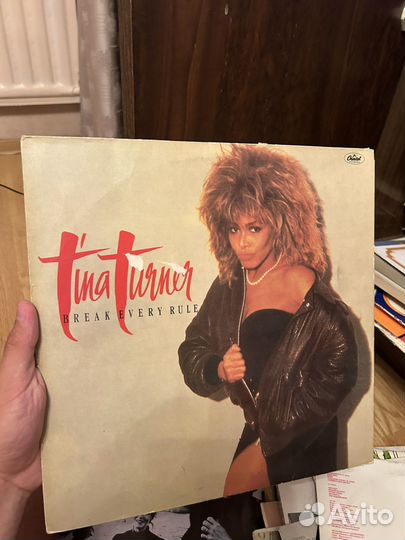 Capitol
Tina Turner
BREAK EVERY RULE
Avito